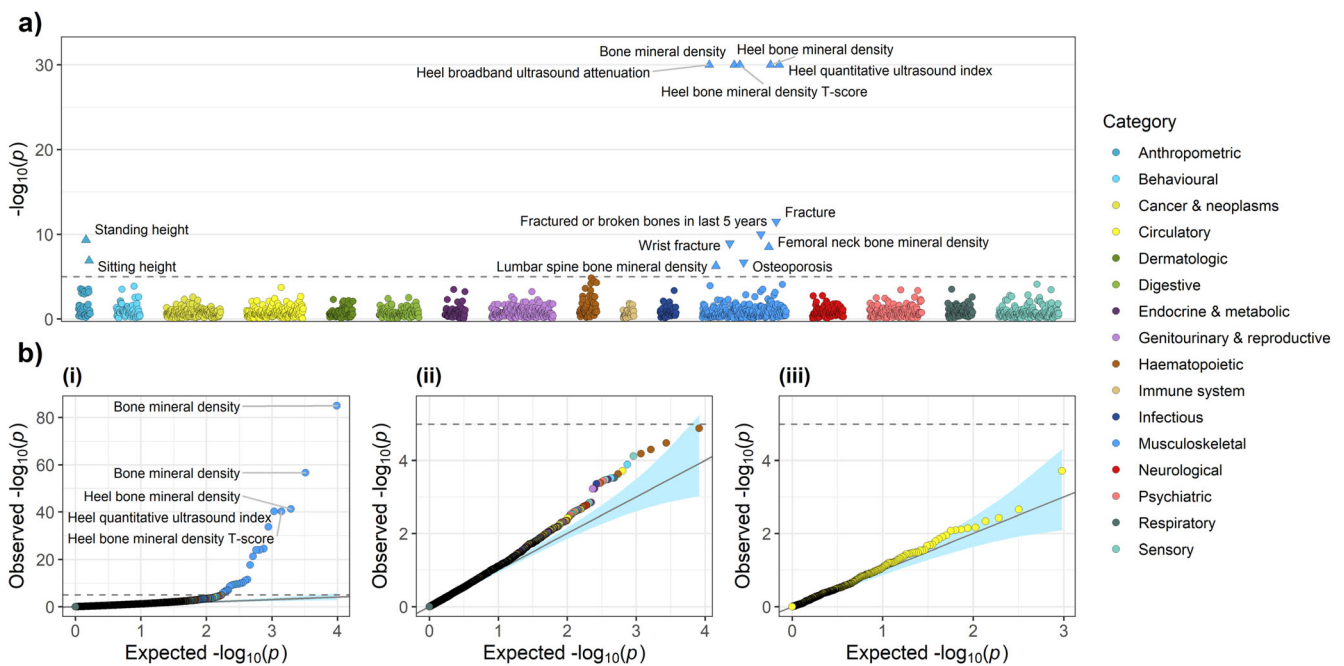 a)
Bone mineral density
Heel bone mineral density
30
Heel broadband ultrasound attenuation
Heel quantitative ultrasound index
Heel bone mineral density T-score
20
-log10(p)
Fracture
Fractured or broken bones in last 5 years
10
Standing height
Wrist fracture
Femoral neck bone mineral density
Sitting height
Lumbar spine bone mineral density
Osteoporosis
0
Category
Anthropometric
Behavioural
Cancer & neoplasms
Circulatory
Dermatologic
Digestive
Endocrine & metabolic
Genitourinary & reproductive
Haematopoietic
Immune system
Infectious
Musculoskeletal
Neurological
Psychiatric
Respiratory
Sensory
b)
(i)
80
Bone mineral density
60
Bone mineral density
Heel bone mineral density
40
Heel quantitative ultrasound index
Heel bone mineral density T-score
20
0
Observed -log10(p)
0 1 2 3 4
Expected -log10(p)
(ii)
4
2
0
Observed -log10(p)
0 1 2 3 4
Expected -log10(p)
(iii)
4
2
0
Observed -log10(p)
0 1 2 3
Expected -log10(p)